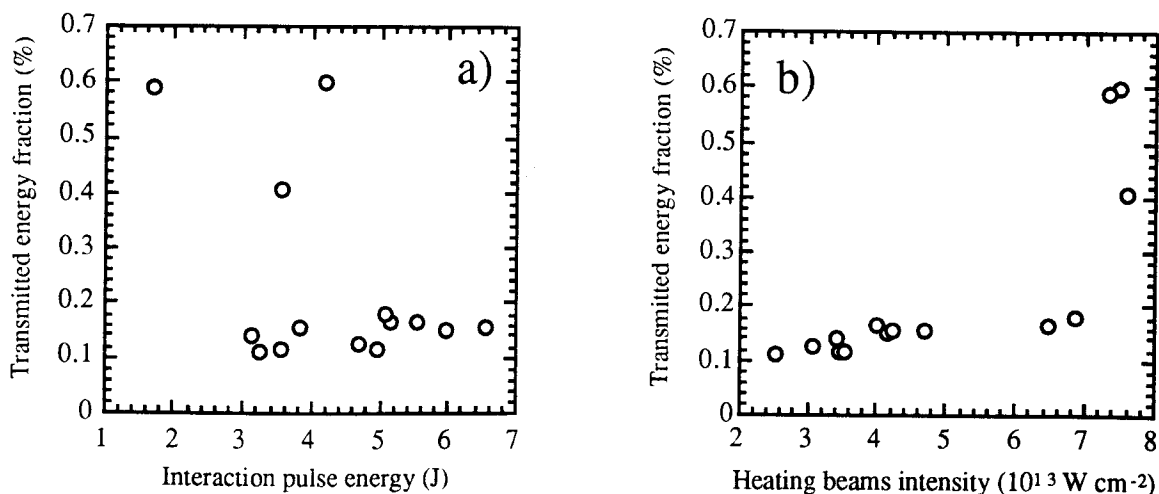 0.7
0.6
0.5
0.4
0.3
0.2
0.1
0
Transmitted energy fraction (%)
a)
1 2 3 4 5 6 7
Interaction pulse energy (J)
0.7
0.6
0.5
0.4
0.3
0.2
0.1
0
Transmitted energy fraction (%)
b)
2 3 4 5 6 7 8
Heating beams intensity (10¹³ W cm⁻²)